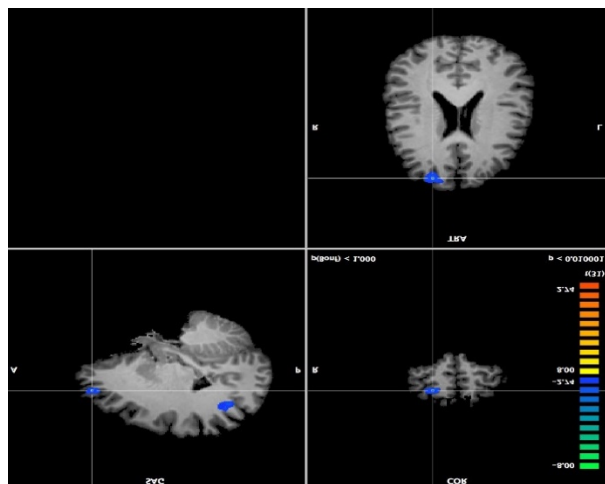 R L
TRA
p(Bonf) < 1.000 p < 0.010001
t(31)
2.74
A P R 8.00
-2.74
-8.00
SAG COR